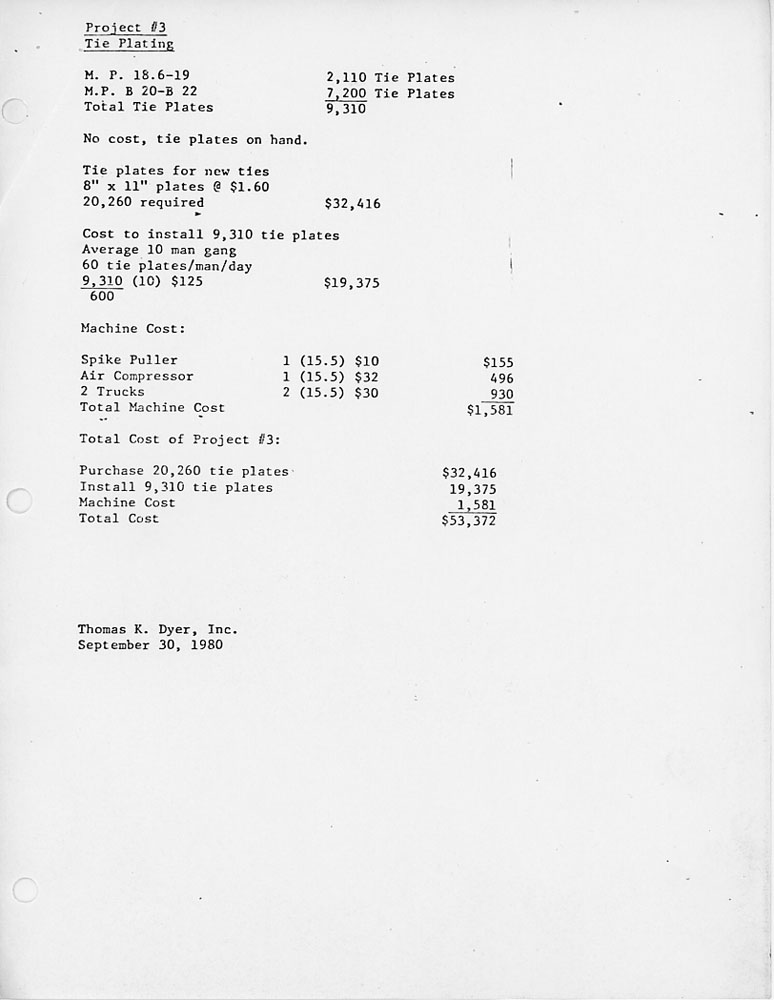 Project #3
Tie Plating
M. P. 18.6-19 2,110 Tie Plates
M.P. B 20-B 22 7,200 Tie Plates
Total Tie Plates 9,310
No cost, tie plates on hand.
Tie plates for new ties
8" x 11" plates @ $1.60
20,260 required $32,416
Cost to install 9,310 tie plates
Average 10 man gang
60 tie plates/man/day
9,310 (10) $125 $19,375
600
Machine Cost:
Spike Puller 1 (15.5) $10 $155
Air Compressor 1 (15.5) $32 496
2 Trucks 2 (15.5) $30 930
Total Machine Cost $1,581
Total Cost of Project #3:
Purchase 20,260 tie plates $32,416
Install 9,310 tie plates 19,375
Machine Cost 1,581
Total Cost $53,372
Thomas K. Dyer, Inc.
September 30, 1980